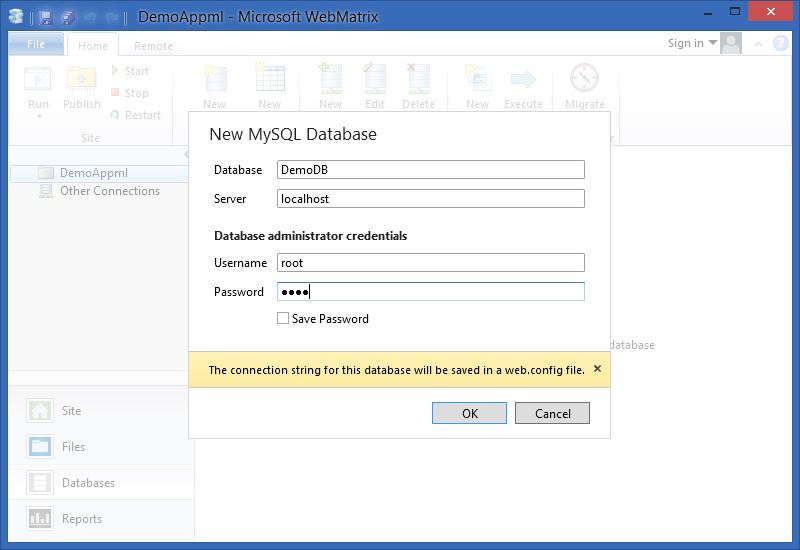 DemoAppml - Microsoft WebMatrix
File Home Remote Sign in
Run Publish Start Stop Restart New New New Edit Delete New Execute Migrate
Site
New MySQL Database
DemoAppml
Other Connections
Database DemoDB
Server localhost
Database administrator credentials
Username root
Password ●●●●
Save Password
database
The connection string for this database will be saved in a web.config file. ×
OK Cancel
Site
Files
Databases
Reports